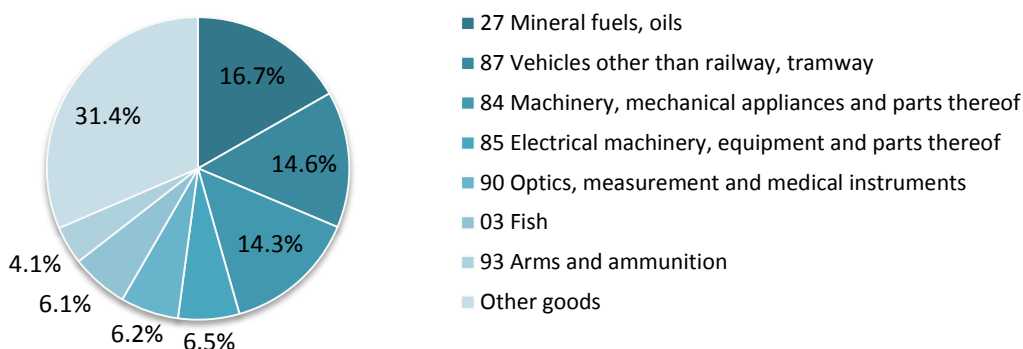 16.7%
14.6%
14.3%
6.5%
6.2%
6.1%
4.1%
31.4%
27 Mineral fuels, oils
87 Vehicles other than railway, tramway
84 Machinery, mechanical appliances and parts thereof
85 Electrical machinery, equipment and parts thereof
90 Optics, measurement and medical instruments
03 Fish
93 Arms and ammunition
Other goods